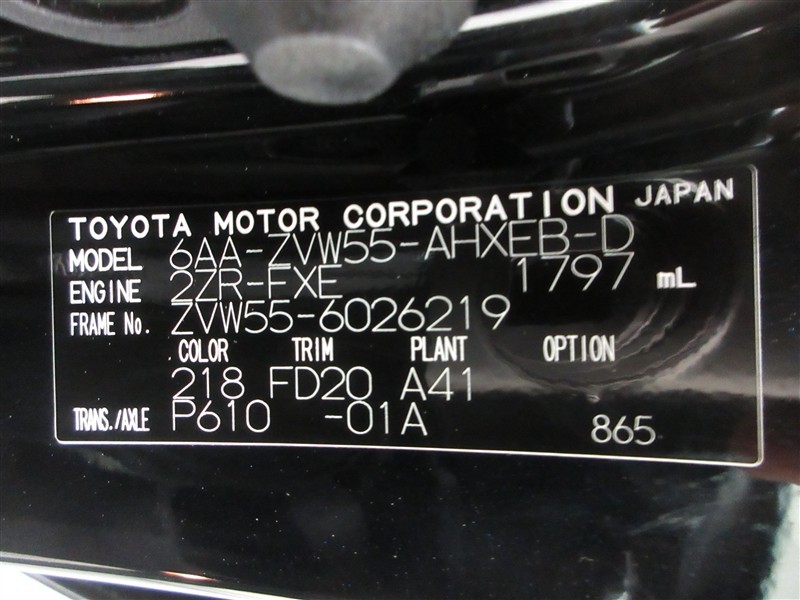 TOYOTA MOTOR CORPORATION JAPAN
MODEL 6AA-ZVW55-AHXEB-D
ENGINE 2ZR-FXE 1797 mL
FRAME No. ZVW55-6026219
COLOR TRIM PLANT OPTION
218 FD20 A41
TRANS./AXLE P610 -01A 865